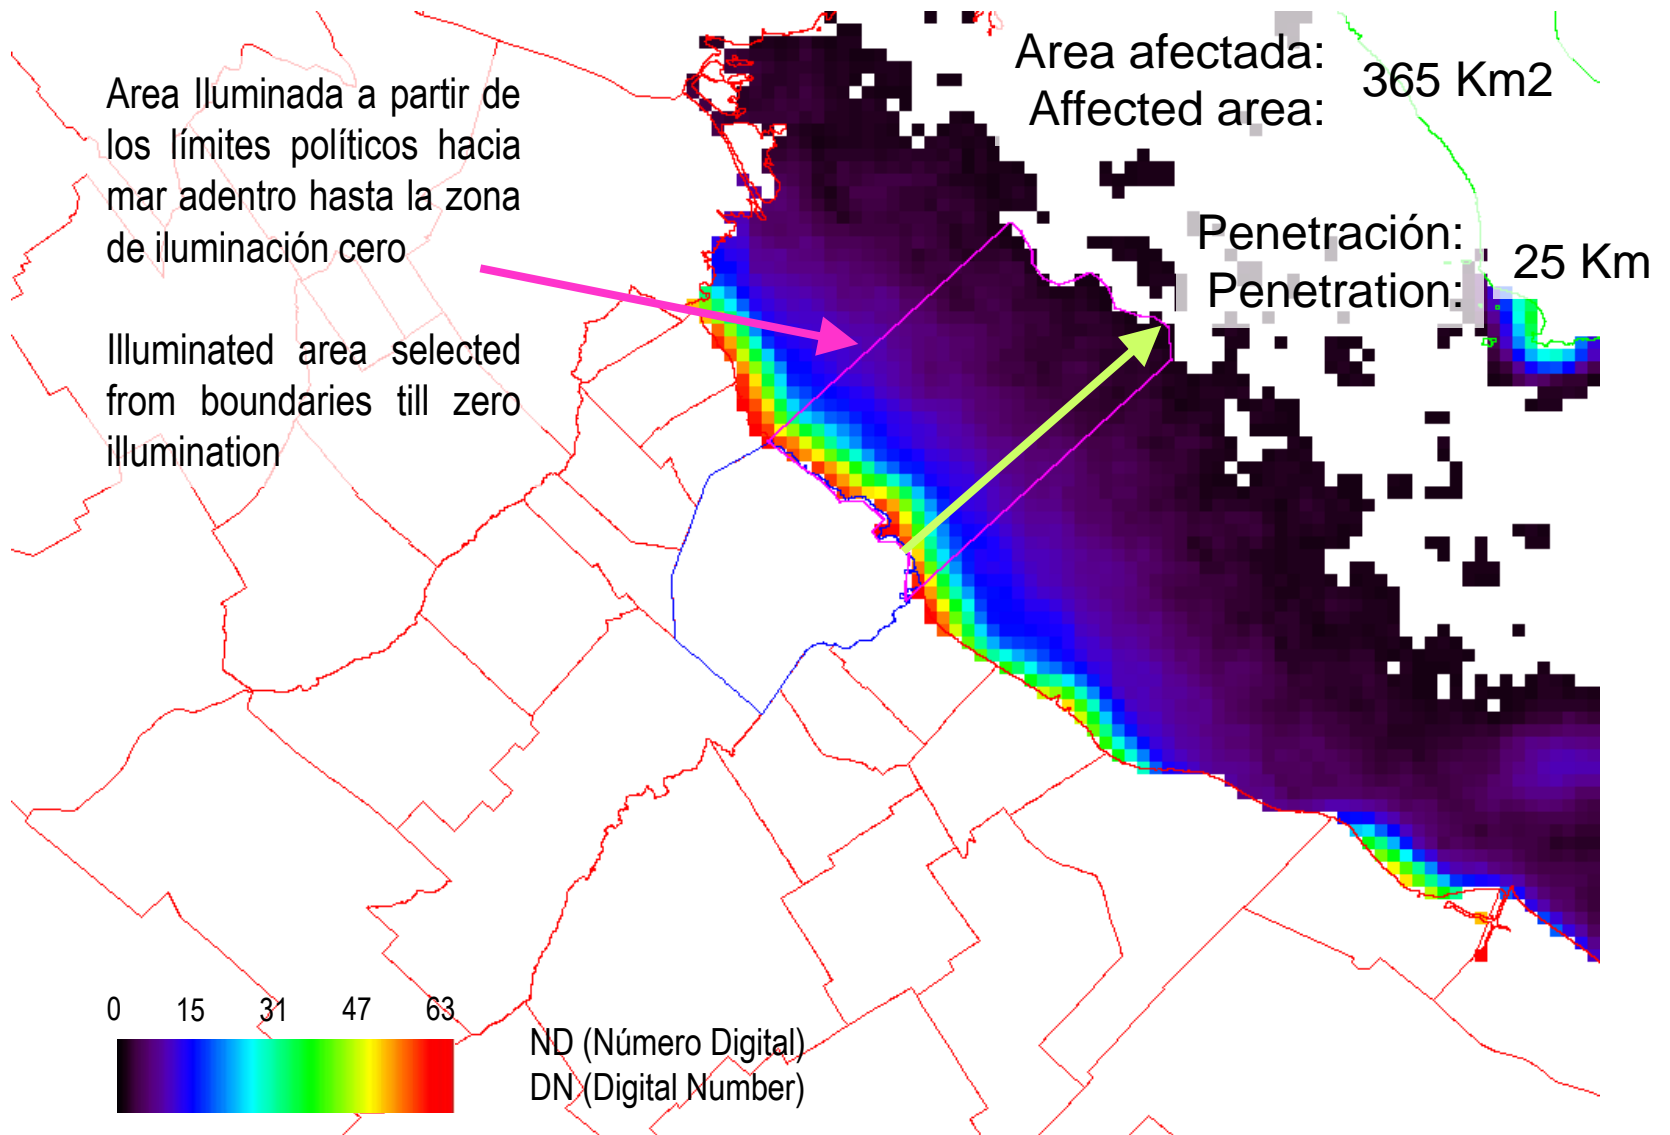 Area Iluminada a partir de
los límites políticos hacia
mar adentro hasta la zona
de iluminación cero
Illuminated area selected
from boundaries till zero
illumination
Area afectada:
Affected area:
365 Km2
Penetración:
Penetration:
25 Km
0 15 31 47 63
ND (Número Digital)
DN (Digital Number)